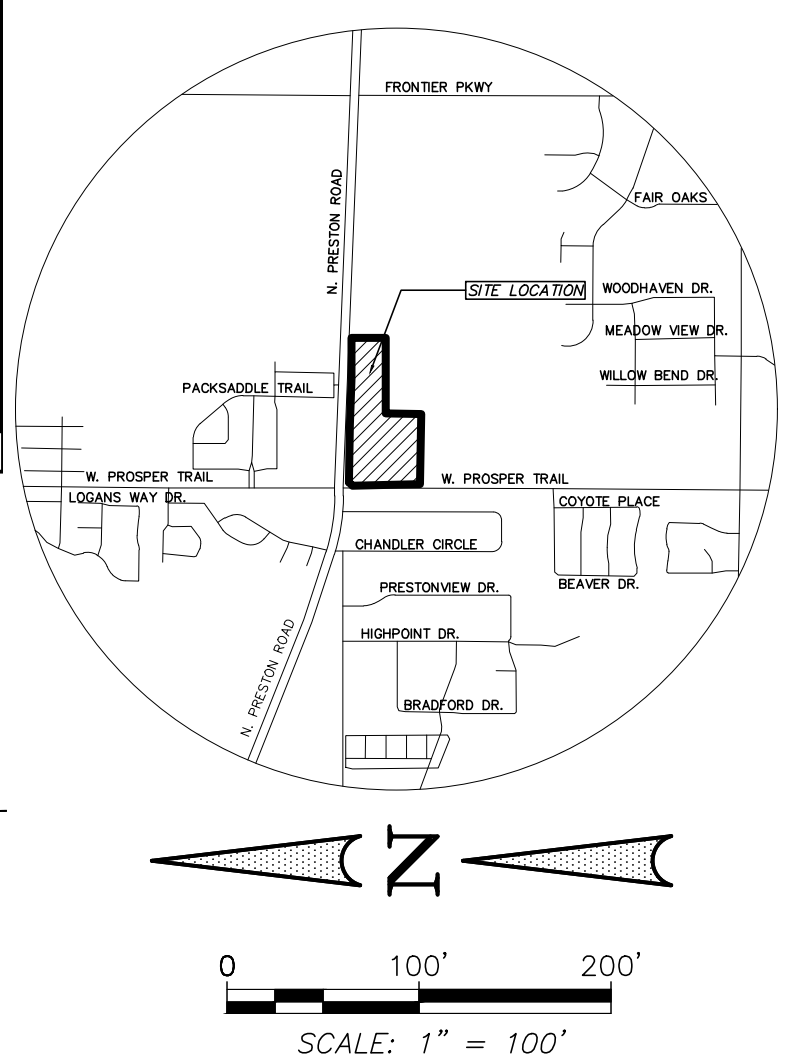 FRONTIER PKWY
N. PRESTON ROAD
FAIR OAKS
SITE LOCATION
WOODHAVEN DR.
MEADOW VIEW DR.
WILLOW BEND DR.
PACKSADDLE TRAIL
W. PROSPER TRAIL
W. PROSPER TRAIL
LOGANS WAY DR.
COYOTE PLACE
CHANDLER CIRCLE
BEAVER DR.
PRESTONVIEW DR.
HIGHPOINT DR.
N. PRESTON ROAD
BRADFORD DR.
N
0 100' 200'
SCALE: 1" = 100'